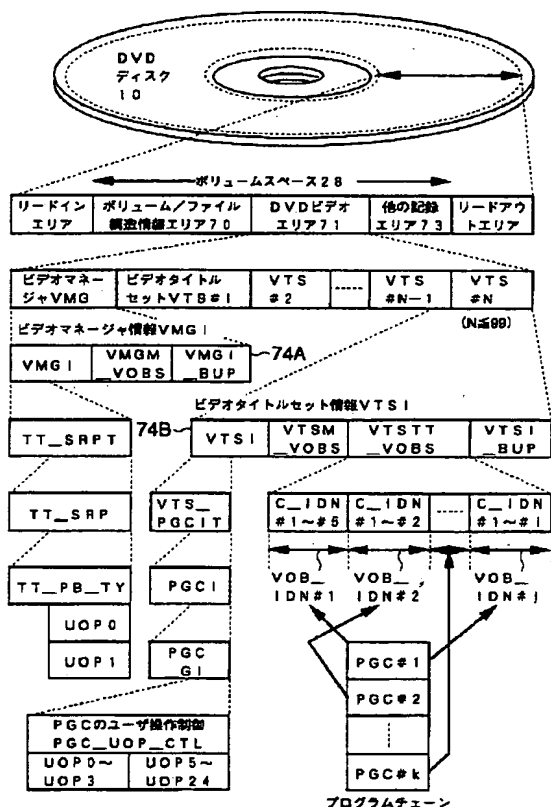 DVD
ディスク
10
ボリュームスペース28
リードイン
エリア
ボリューム/ファイル
構造情報エリア70
DVDビデオ
エリア71
他の記録
エリア73
リードアウ
トエリア
ビデオマネー
ジャVMG
ビデオタイトル
セットVTS#1
VTS
#2
VTS
#N-1
VTS
#N
(N≦99)
ビデオマネージャ情報VMGI
VMGI
VMGM
_VOBS
VMGI
_BUP
74A
ビデオタイトルセット情報VTSI
74B
VTSI
VTSM
_VOBS
VTSTT
_VOBS
VTSI
_BUP
TT_SRPT
TT_SRP
VTS_
PGCIT
C_IDN
#1~#5
C_IDN
#1~#2
C_IDN
#1~#i
VOB_
IDN#1
VOB_
IDN#2
VOB_
IDN#j
TT_PB_TY
UOP0
UOP1
PGCI
PGC
_GI
PGC#1
PGC#2
PGC#k
プログラムチェーン
PGCのユーザ操作制御
PGC_UOP_CTL
UOP0~
UOP3
UOP5~
UOP24